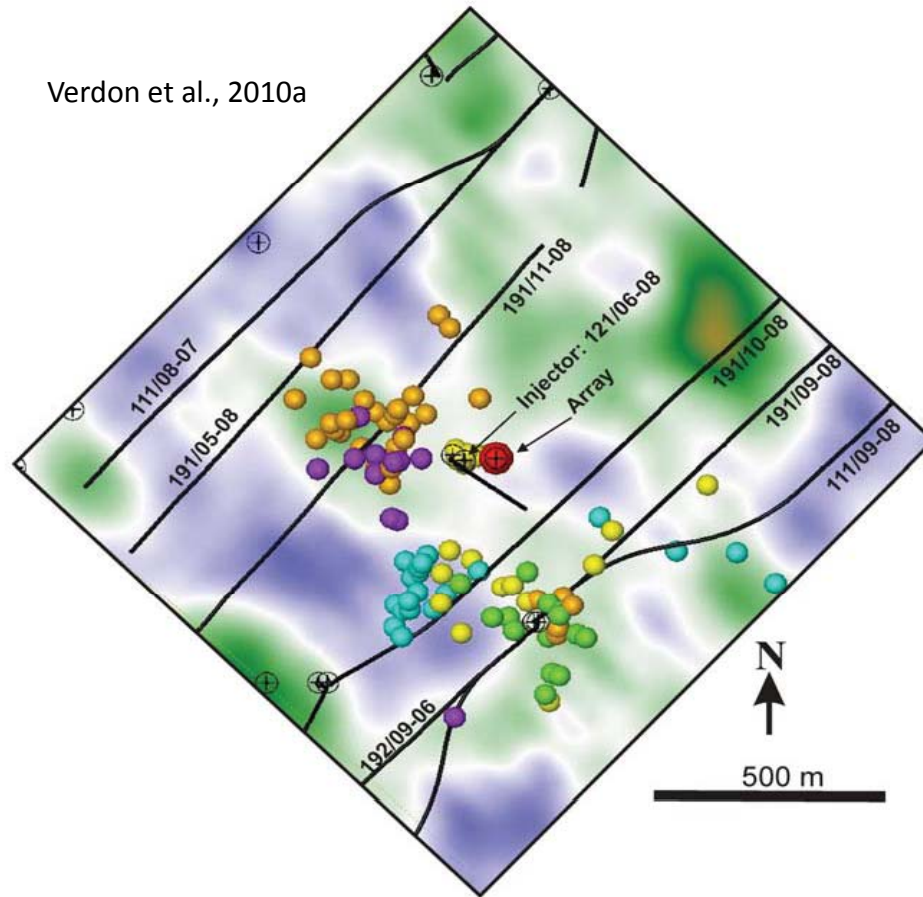 Verdon et al., 2010a
111/08-07
191/05-08
191/11-08
Injector: 121/06-08
Array
191/10-08
191/09-08
111/09-08
192/09-06
N
500 m